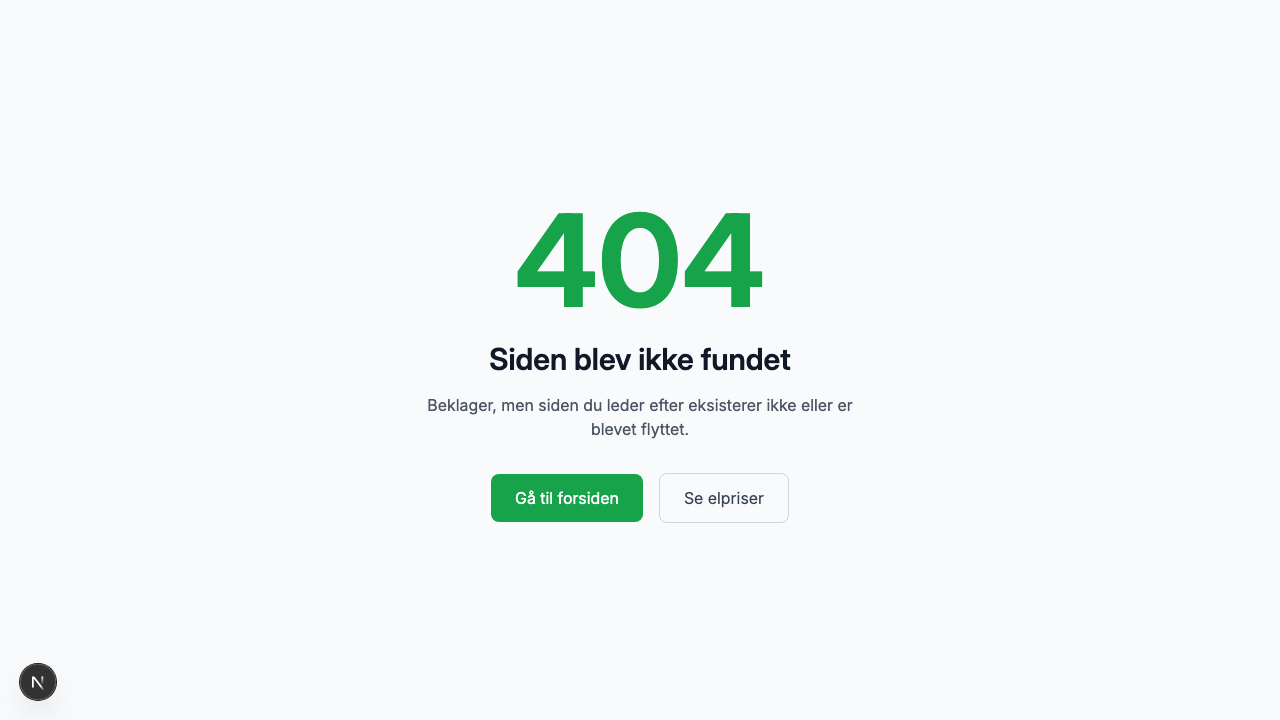 404
Siden blev ikke fundet
Beklager, men siden du leder efter eksisterer ikke eller er
blevet flyttet.
Gå til forsiden
Se elpriser
N